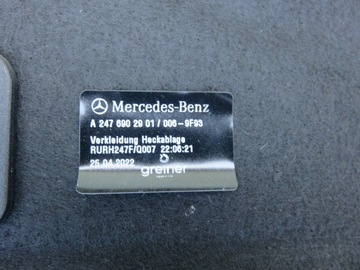 Mercedes-Benz
A 247 690 29 01 / 006-9F93
Verkleidung Heckablage
RURH247F/Q007 22:06:21
25.04.2022
greiner